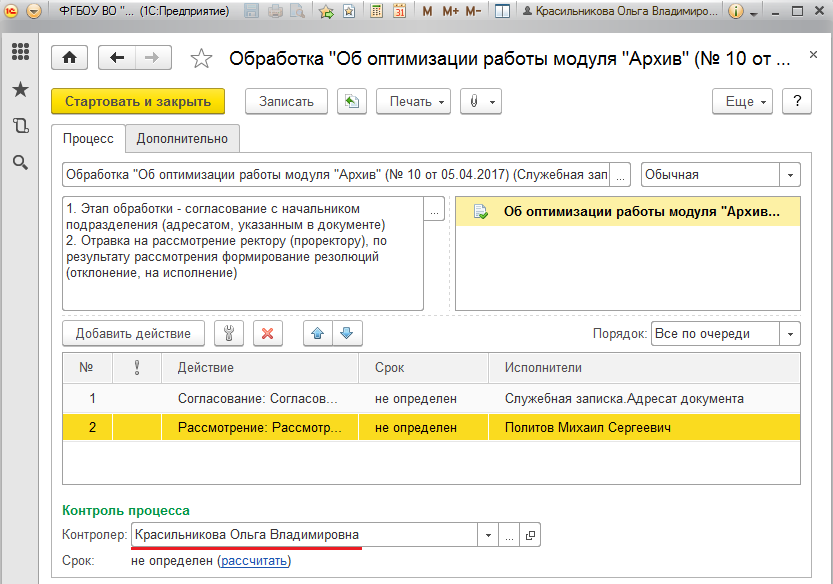 ФГБОУ ВО "... (1С:Предприятие)
M M+ M-
Красильникова Ольга Владимиро...
Обработка "Об оптимизации работы модуля "Архив" (№ 10 от ...
Стартовать и закрыть
Записать
Печать
Еще
?
Процесс
Дополнительно
Обработка "Об оптимизации работы модуля "Архив" (№ 10 от 05.04.2017) (Служебная зап
...
Обычная
1. Этап обработки - согласование с начальником
подразделения (адресатом, указанным в документе)
2. Отравка на рассмотрение ректору (проректору), по
результату рассмотрения формирование резолюций
(отклонение, на исполнение)
...
Об оптимизации работы модуля "Архив...
Добавить действие
Порядок: Все по очереди
№ Действие Срок Исполнители
1 Согласование: Согласов... не определен Служебная записка.Адресат документа
2 Рассмотрение: Рассмотр... не определен Политов Михаил Сергеевич
Контроль процесса
Контролер: Красильникова Ольга Владимировна ...
Срок: не определен (рассчитать)